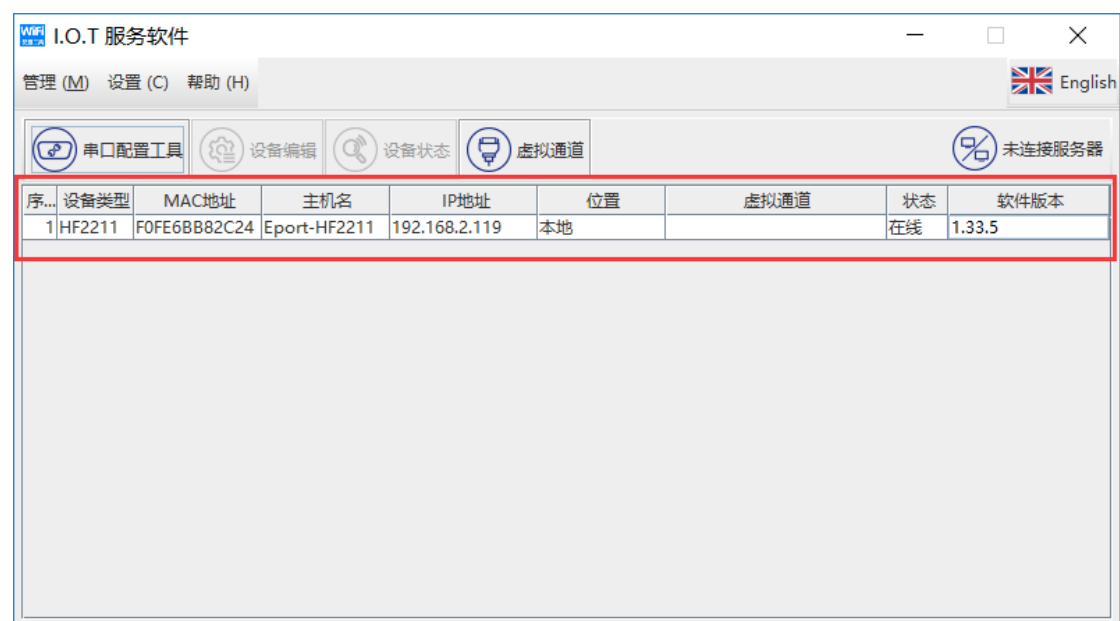 WiFi I.O.T 服务软件
管理 (M) 设置 (C) 帮助 (H) English
串口配置工具 设备编辑 设备状态 虚拟通道 未连接服务器
序... 设备类型 MAC地址 主机名 IP地址 位置 虚拟通道 状态 软件版本
1 HF2211 F0FE6BB82C24 Eport-HF2211 192.168.2.119 本地 在线 1.33.5